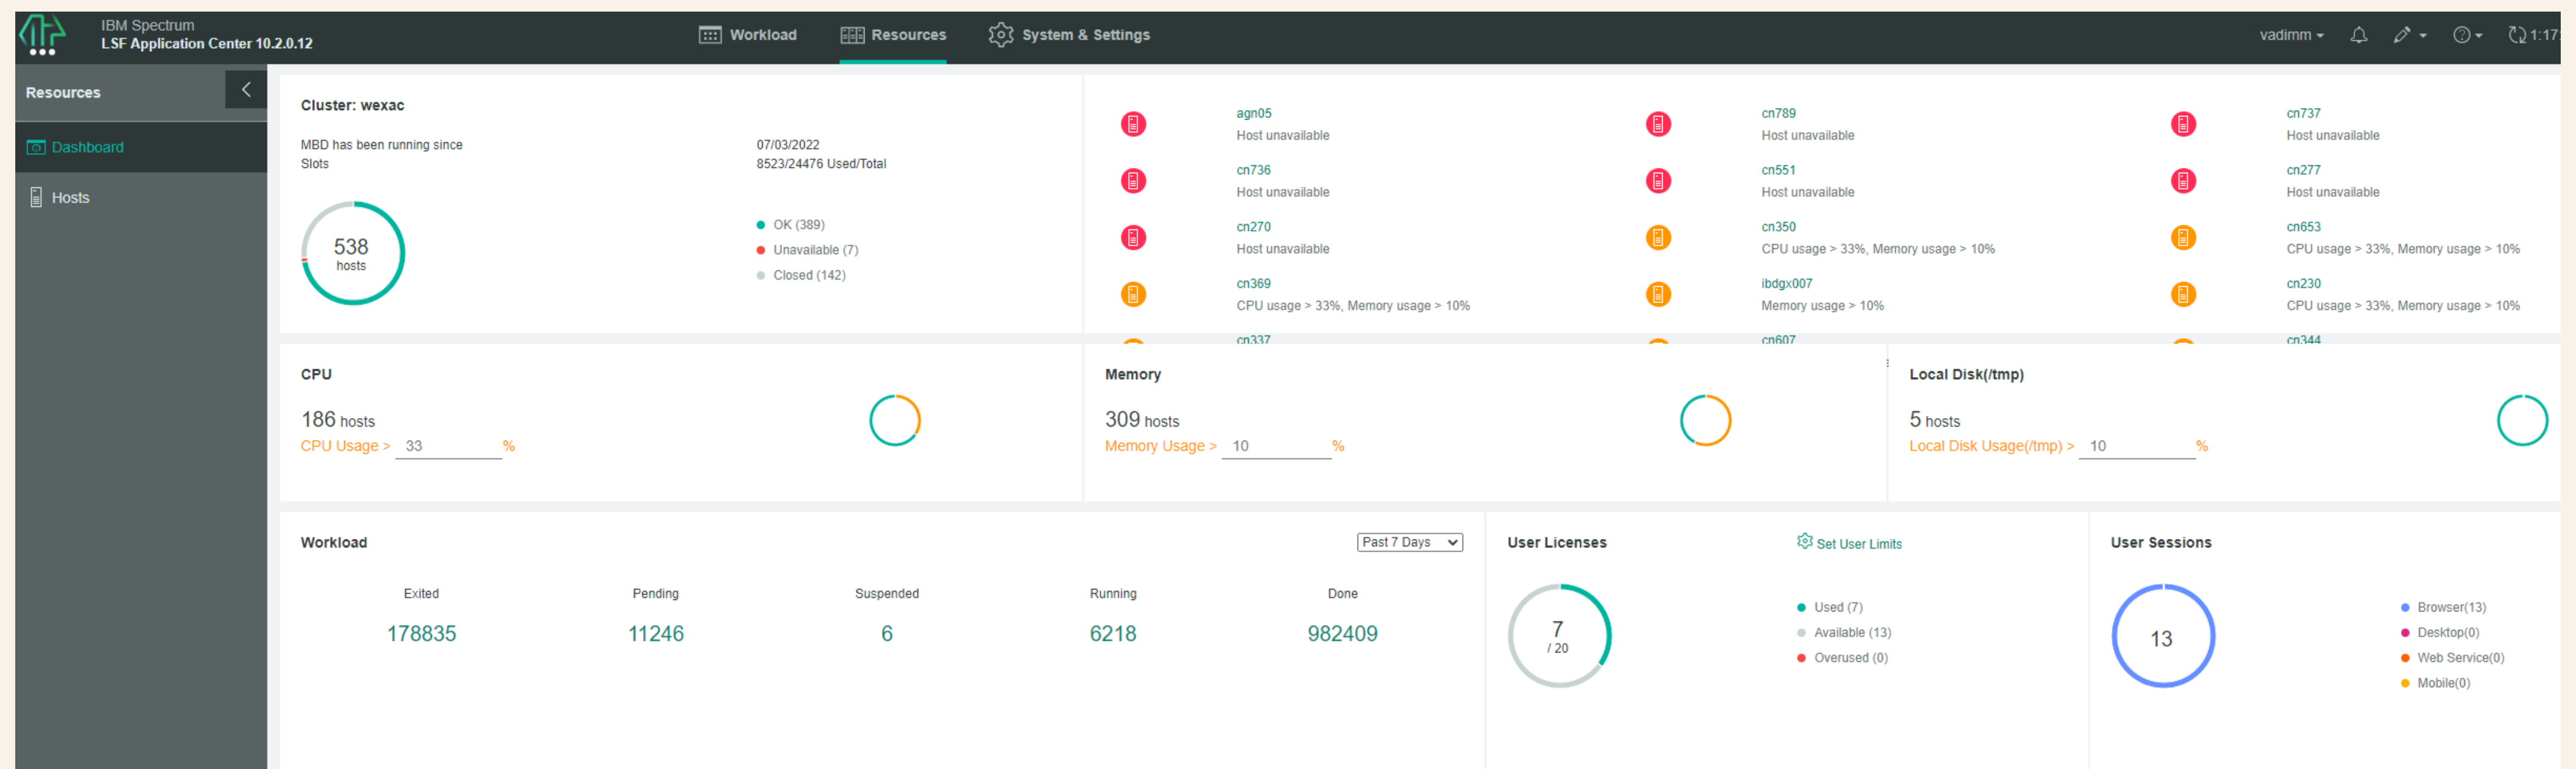 IBM Spectrum
LSF Application Center 10.2.0.12
Workload
Resources
System & Settings
vadimm
1:17:
Resources
Dashboard
Hosts
Cluster: wexac
MBD has been running since 07/03/2022
Slots 8523/24476 Used/Total
538
hosts
OK (389)
Unavailable (7)
Closed (142)
agn05
Host unavailable
cn789
Host unavailable
cn737
Host unavailable
cn736
Host unavailable
cn551
Host unavailable
cn277
Host unavailable
cn270
Host unavailable
cn350
CPU usage > 33%, Memory usage > 10%
cn653
CPU usage > 33%, Memory usage > 10%
cn369
CPU usage > 33%, Memory usage > 10%
ibdgx007
Memory usage > 10%
cn230
CPU usage > 33%, Memory usage > 10%
cn337
cn607
cn344
CPU
186 hosts
CPU Usage > 33 %
Memory
309 hosts
Memory Usage > 10 %
Local Disk(/tmp)
5 hosts
Local Disk Usage(/tmp) > 10 %
Workload
Past 7 Days
Exited
178835
Pending
11246
Suspended
6
Running
6218
Done
982409
User Licenses
Set User Limits
7
/ 20
Used (7)
Available (13)
Overused (0)
User Sessions
13
Browser(13)
Desktop(0)
Web Service(0)
Mobile(0)